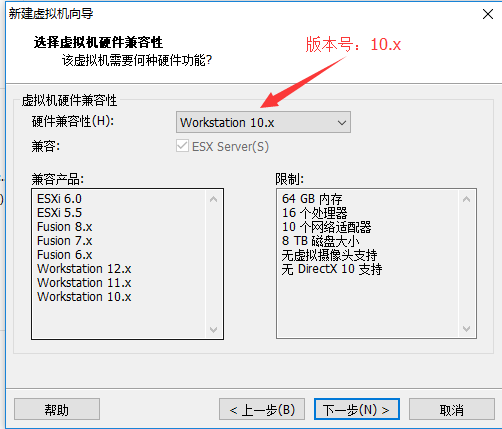 新建虚拟机向导
选择虚拟机硬件兼容性
该虚拟机需要何种硬件功能?
版本号：10.x
虚拟机硬件兼容性
硬件兼容性(H):
Workstation 10.x
兼容:
ESX Server(S)
兼容产品:
ESXi 6.0
ESXi 5.5
Fusion 8.x
Fusion 7.x
Fusion 6.x
Workstation 12.x
Workstation 11.x
Workstation 10.x
限制:
64 GB 内存
16 个处理器
10 个网络适配器
8 TB 磁盘大小
无虚拟摄像头支持
无 DirectX 10 支持
帮助
< 上一步(B)
下一步(N) >
取消